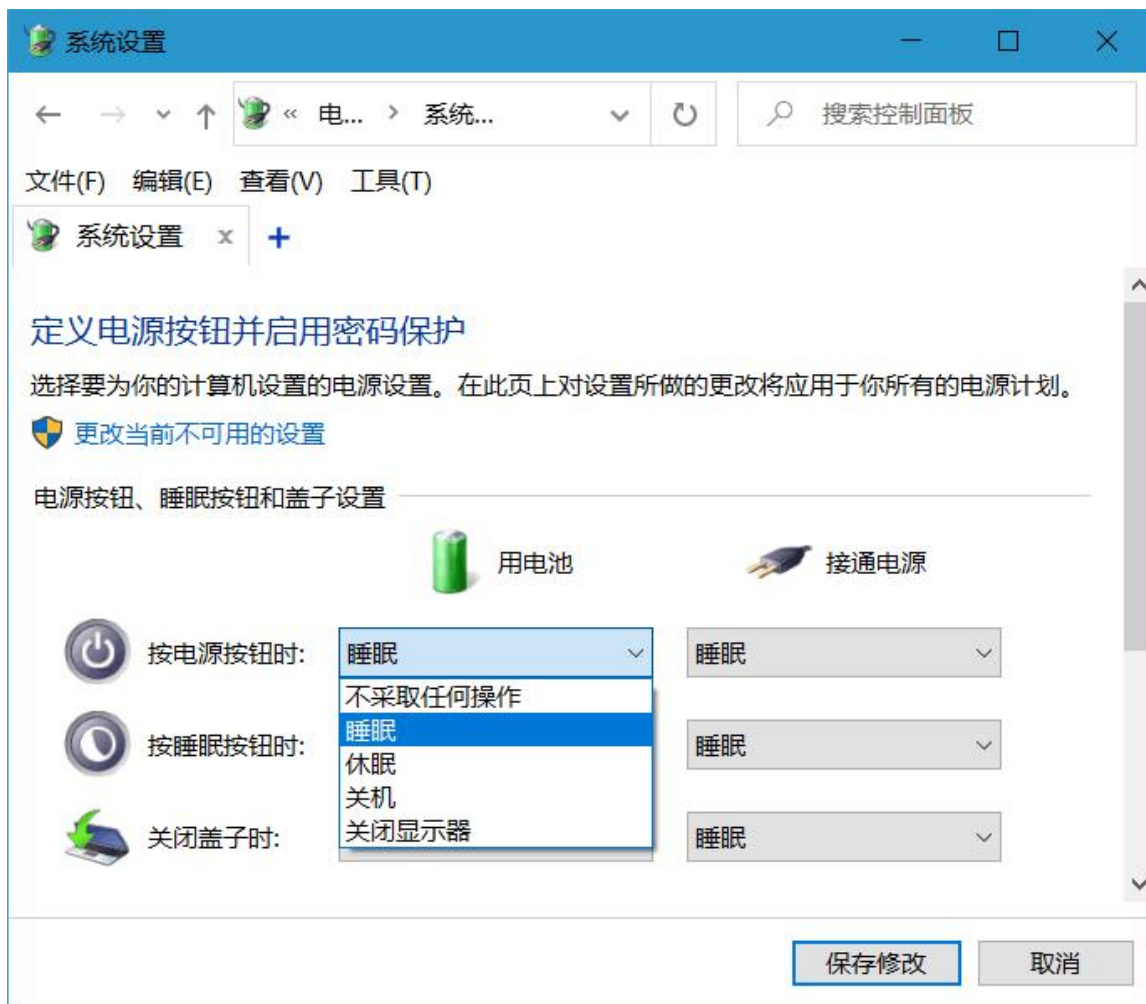 系统设置
« 电... › 系统...
搜索控制面板
文件(F) 编辑(E) 查看(V) 工具(T)
系统设置 x +
定义电源按钮并启用密码保护
选择要为你的计算机设置的电源设置。在此页上对设置所做的更改将应用于你所有的电源计划。
更改当前不可用的设置
电源按钮、睡眠按钮和盖子设置
用电池 接通电源
按电源按钮时: 睡眠 睡眠
不采取任何操作
睡眠
按睡眠按钮时: 睡眠
休眠
关机
关闭显示器
关闭盖子时: 睡眠
保存修改 取消